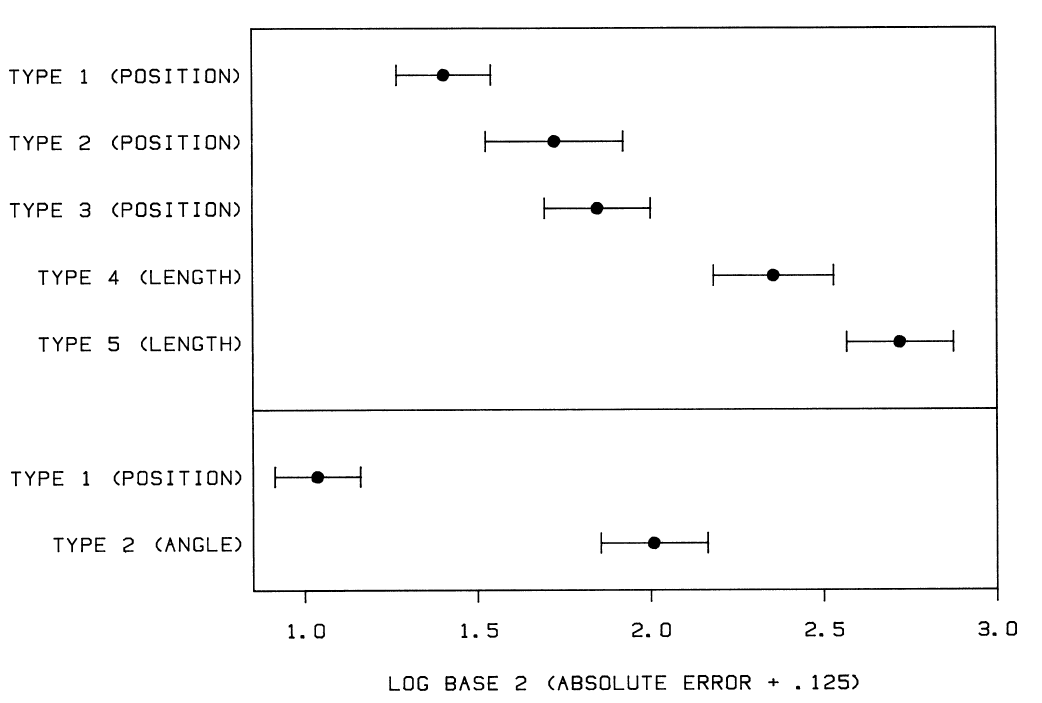 TYPE 1 (POSITION)
TYPE 2 (POSITION)
TYPE 3 (POSITION)
TYPE 4 (LENGTH)
TYPE 5 (LENGTH)
TYPE 1 (POSITION)
TYPE 2 (ANGLE)
1.0 1.5 2.0 2.5 3.0
LOG BASE 2 (ABSOLUTE ERROR + .125)